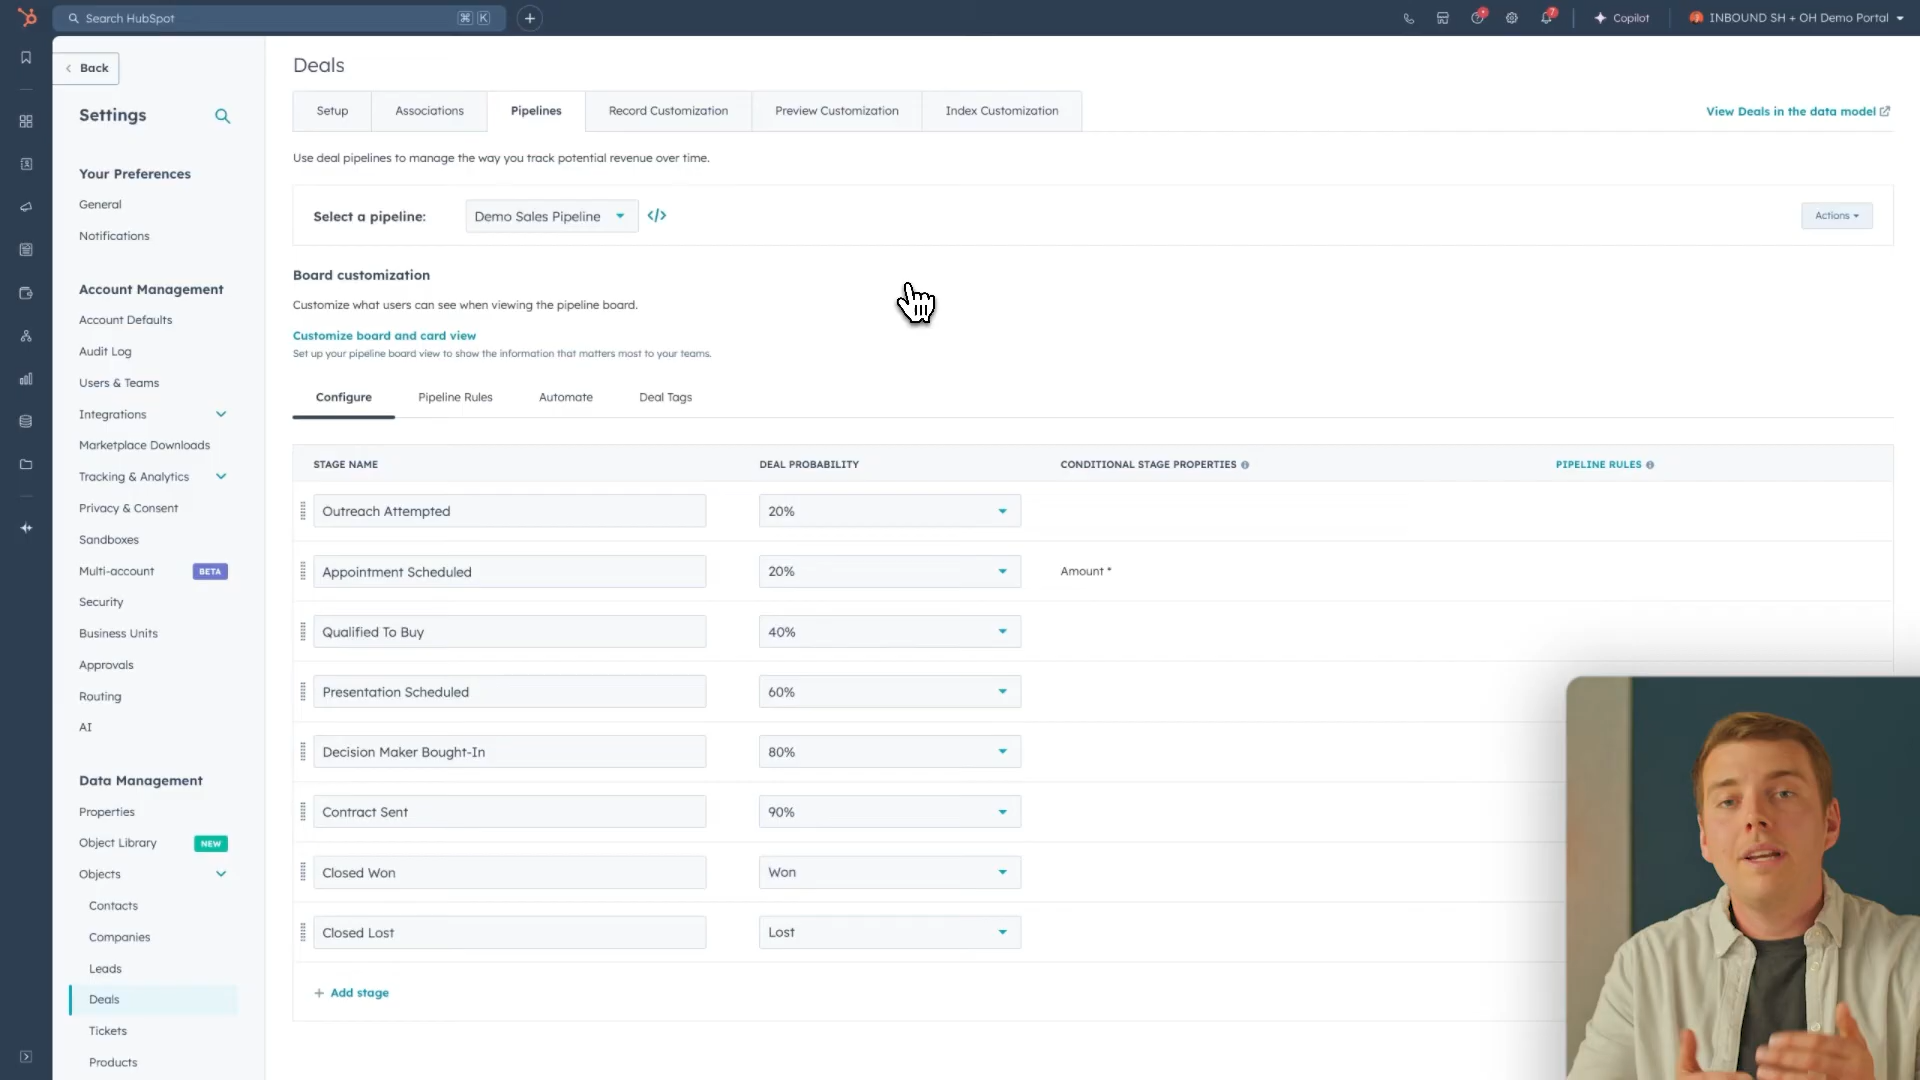 Search HubSpot
⌘ K
Copilot
INBOUND SH + OH Demo Portal
7
Back
Settings
Your Preferences
General
Notifications
Account Management
Account Defaults
Audit Log
Users & Teams
Integrations
Marketplace Downloads
Tracking & Analytics
Privacy & Consent
Sandboxes
Multi-account BETA
Security
Business Units
Approvals
Routing
AI
Data Management
Properties
Object Library NEW
Objects
Contacts
Companies
Leads
Deals
Tickets
Products
Deals
Setup
Associations
Pipelines
Record Customization
Preview Customization
Index Customization
View Deals in the data model
Use deal pipelines to manage the way you track potential revenue over time.
Select a pipeline:
Demo Sales Pipeline
</>
Actions
Board customization
Customize what users can see when viewing the pipeline board.
Customize board and card view
Set up your pipeline board view to show the information that matters most to your teams.
Configure
Pipeline Rules
Automate
Deal Tags
STAGE NAME
DEAL PROBABILITY
CONDITIONAL STAGE PROPERTIES
PIPELINE RULES
Outreach Attempted
20%
Appointment Scheduled
20%
Amount *
Qualified To Buy
40%
Presentation Scheduled
60%
Decision Maker Bought-In
80%
Contract Sent
90%
Closed Won
Won
Closed Lost
Lost
+ Add stage